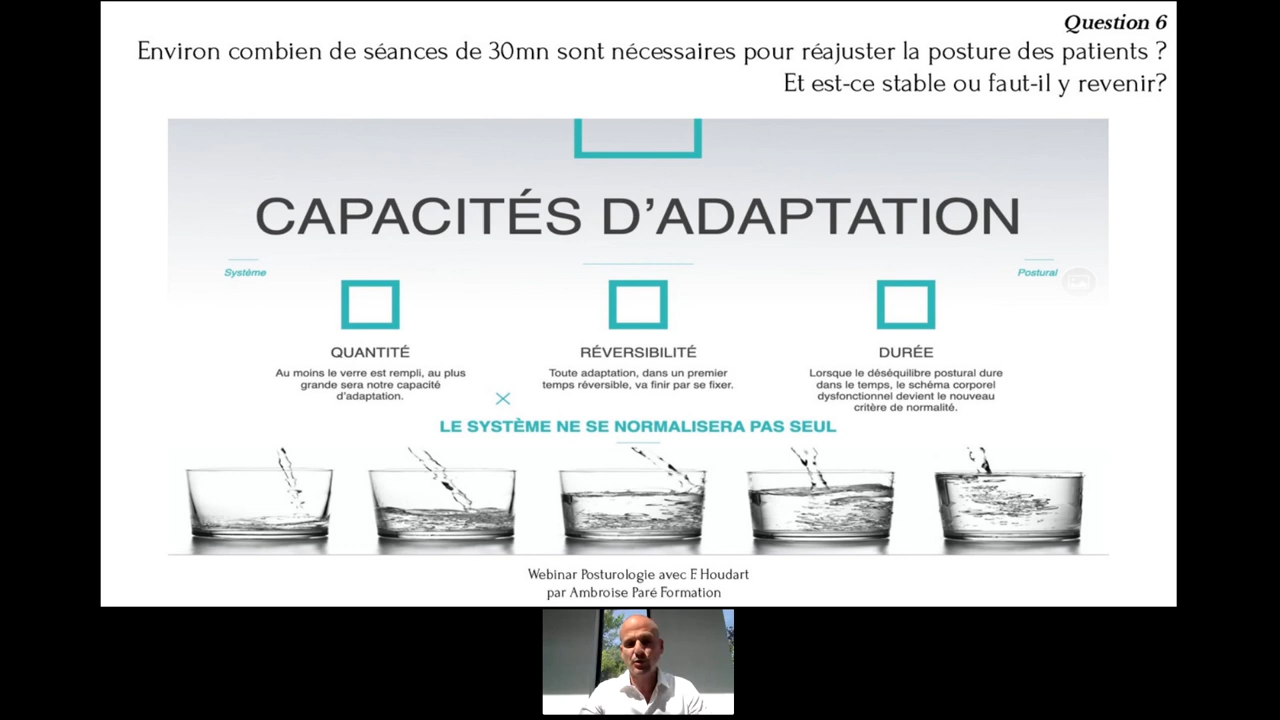 Question 6
Environ combien de séances de 30mn sont nécessaires pour réajuster la posture des patients ?
Et est-ce stable ou faut-il y revenir?
CAPACITÉS D'ADAPTATION
Système
Postural
QUANTITÉ
Au moins le verre est rempli, au plus
grande sera notre capacité
d'adaptation.
RÉVERSIBILITÉ
Toute adaptation, dans un premier
temps réversible, va finir par se fixer.
DURÉE
Lorsque le déséquilibre postural dure
dans le temps, le schéma corporel
dysfonctionnel devient le nouveau
critère de normalité.
LE SYSTÈME NE SE NORMALISERA PAS SEUL
Webinar Posturologie avec F. Houdart
par Ambroise Paré Formation